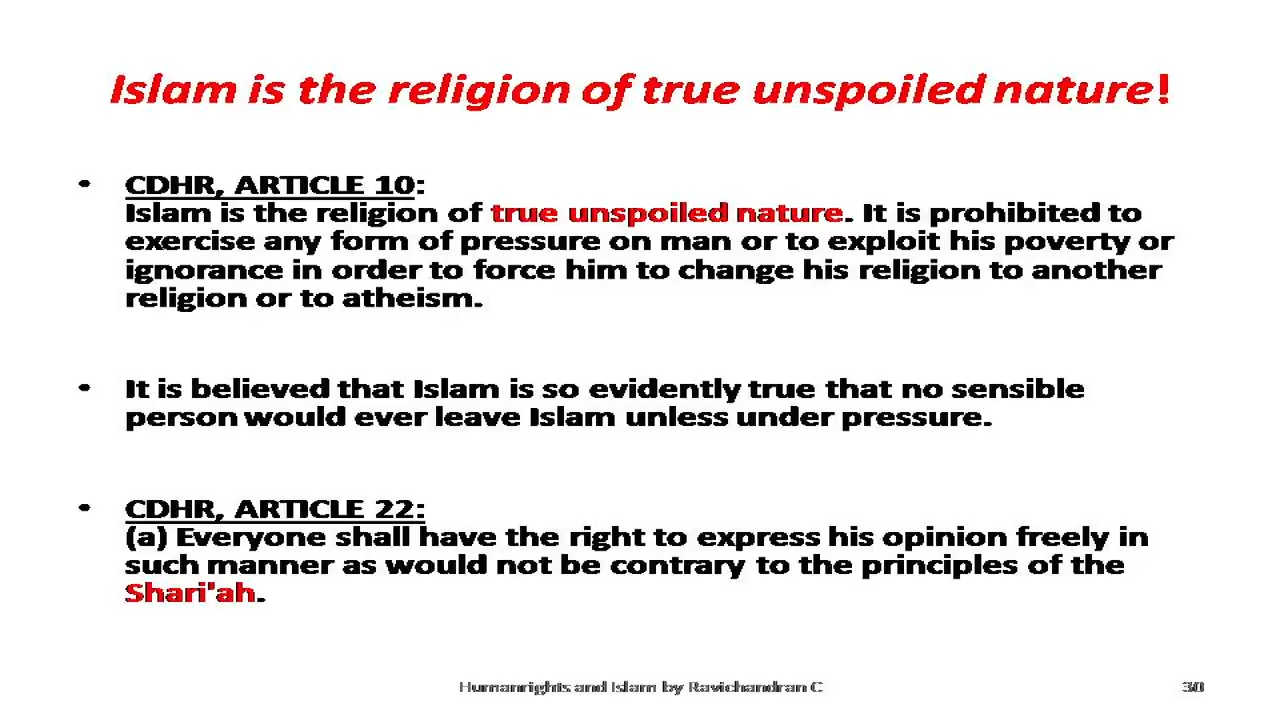 Islam is the religion of true unspoiled nature!
• CDHR, ARTICLE 10:
Islam is the religion of true unspoiled nature. It is prohibited to
exercise any form of pressure on man or to exploit his poverty or
ignorance in order to force him to change his religion to another
religion or to atheism.
• It is believed that Islam is so evidently true that no sensible
person would ever leave Islam unless under pressure.
• CDHR, ARTICLE 22:
(a) Everyone shall have the right to express his opinion freely in
such manner as would not be contrary to the principles of the
Shari'ah.
Humanrights and Islam by Ravichandran C 30